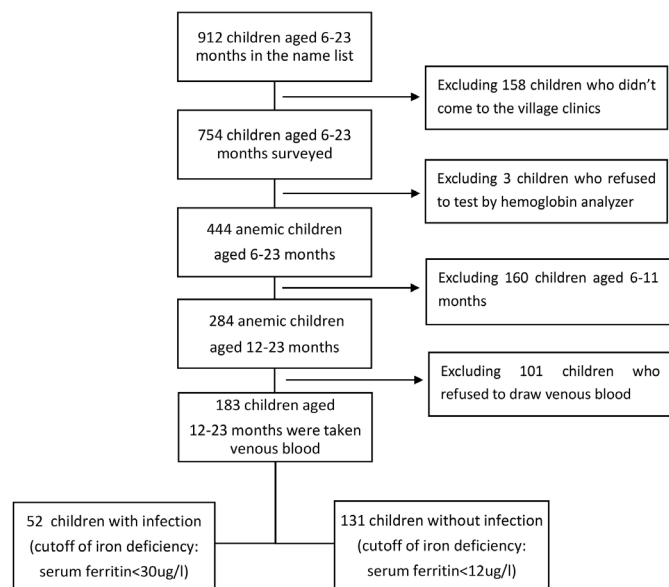 912 children aged 6-23
months in the name list
Excluding 158 children who didn't
come to the village clinics
754 children aged 6-23
months surveyed
Excluding 3 children who refused
to test by hemoglobin analyzer
444 anemic children
aged 6-23 months
Excluding 160 children aged 6-11
months
284 anemic children
aged 12-23 months
Excluding 101 children who
refused to draw venous blood
183 children aged
12-23 months were taken
venous blood
52 children with infection
(cutoff of iron deficiency:
serum ferritin<30ug/l)
131 children without infection
(cutoff of iron deficiency:
serum ferritin<12ug/l)